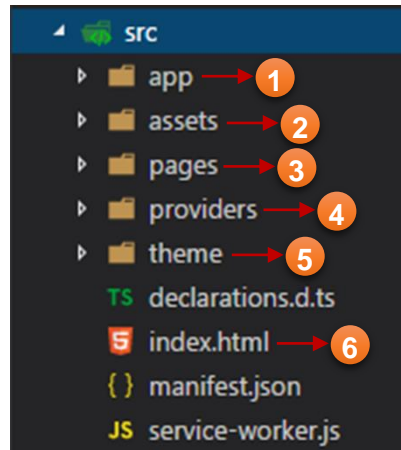 src
app 1
assets 2
pages 3
providers 4
theme 5
TS declarations.d.ts
5 index.html 6
{ } manifest.json
JS service-worker.js